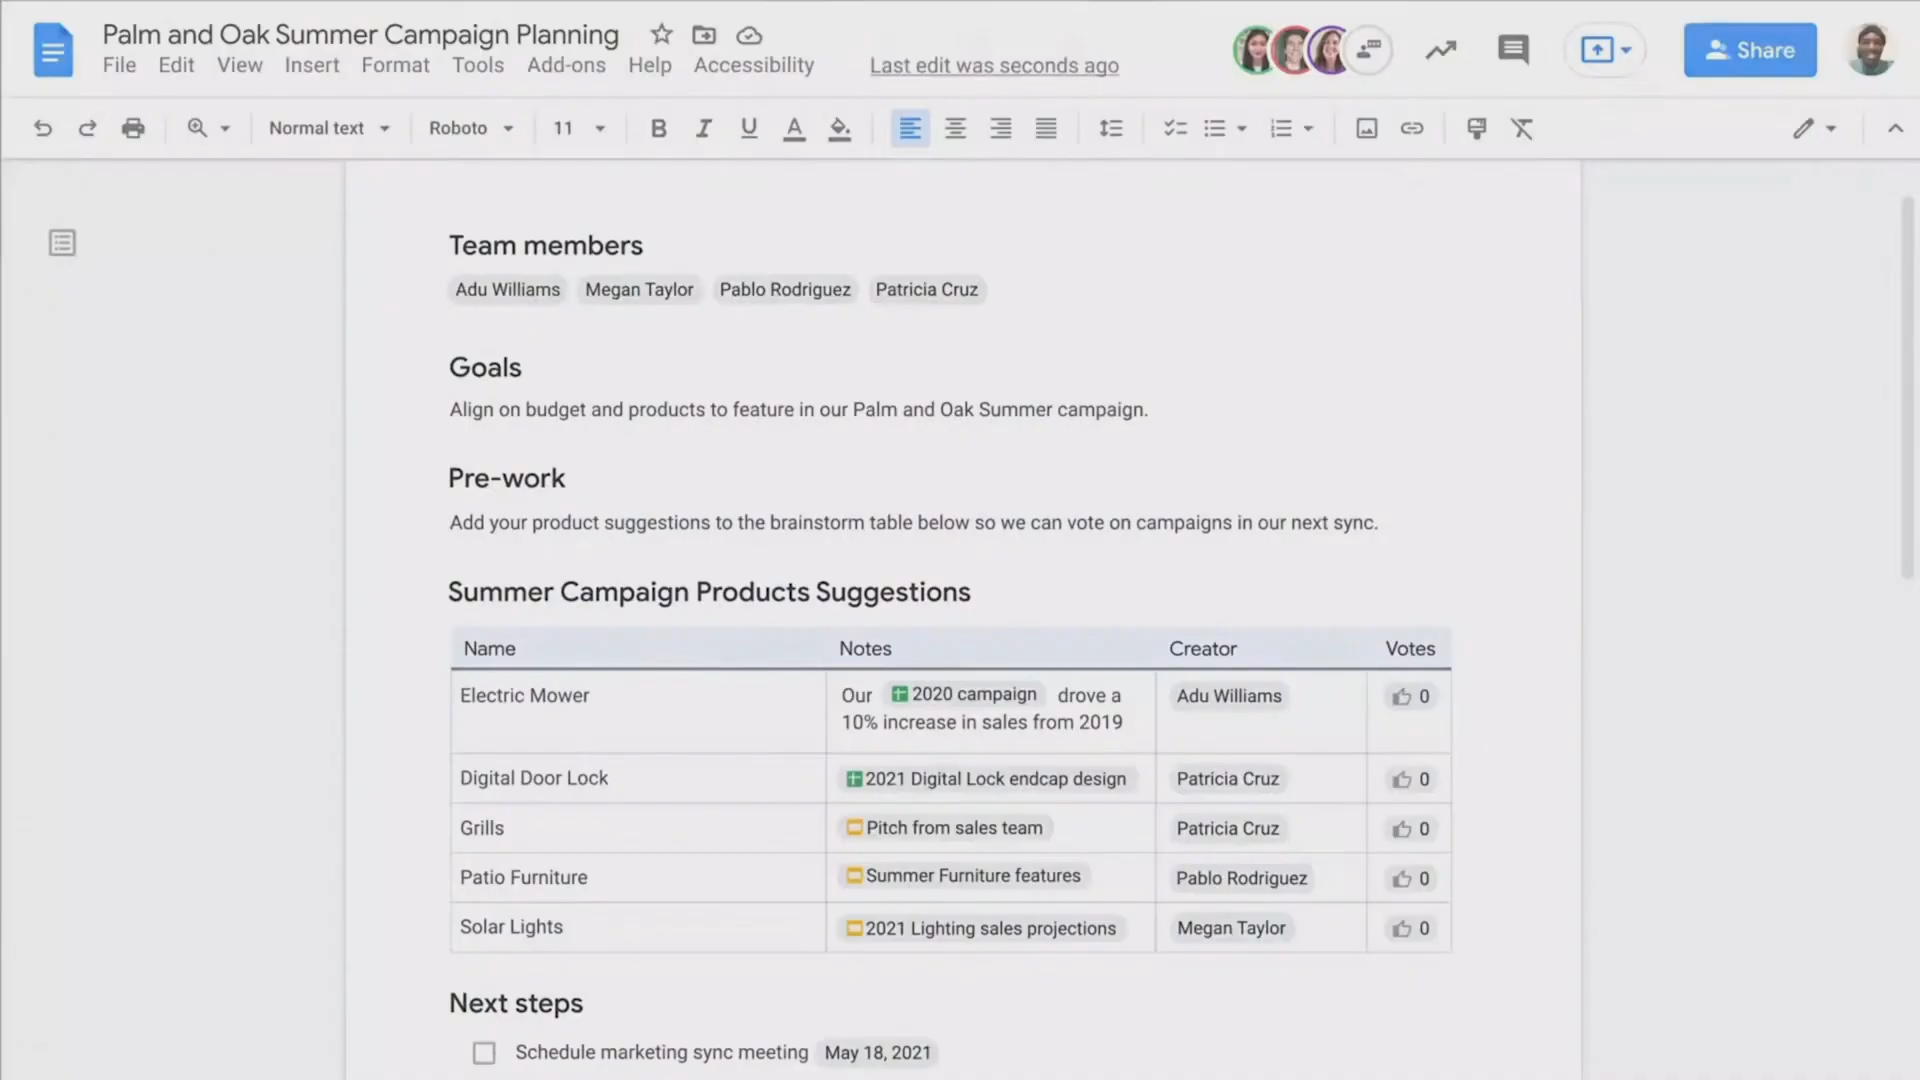 Palm and Oak Summer Campaign Planning
File Edit View Insert Format Tools Add-ons Help Accessibility Last edit was seconds ago
Share
Normal text Roboto 11 B I U A
Team members
Adu Williams Megan Taylor Pablo Rodriguez Patricia Cruz
Goals
Align on budget and products to feature in our Palm and Oak Summer campaign.
Pre-work
Add your product suggestions to the brainstorm table below so we can vote on campaigns in our next sync.
Summer Campaign Products Suggestions
Name Notes Creator Votes
Electric Mower Our 2020 campaign drove a Adu Williams 0
10% increase in sales from 2019
Digital Door Lock 2021 Digital Lock endcap design Patricia Cruz 0
Grills Pitch from sales team Patricia Cruz 0
Patio Furniture Summer Furniture features Pablo Rodriguez 0
Solar Lights 2021 Lighting sales projections Megan Taylor 0
Next steps
Schedule marketing sync meeting May 18, 2021